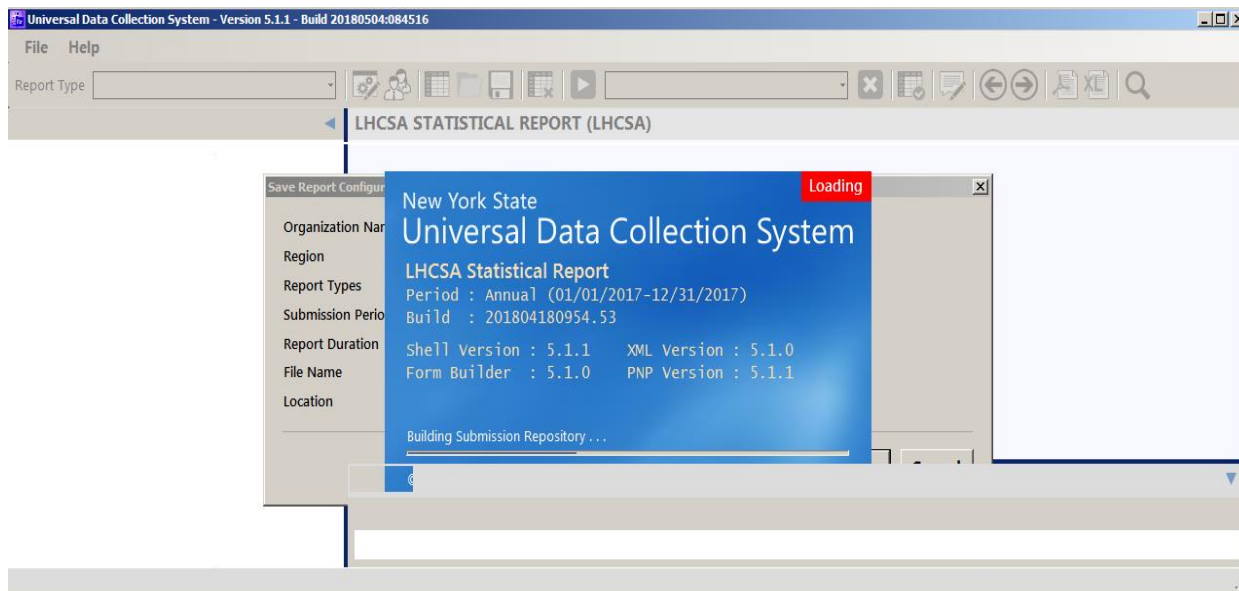 Universal Data Collection System - Version 5.1.1 - Build 20180504:084516
File Help
Report Type
LHCSA STATISTICAL REPORT (LHCSA)
Save Report
Loading
New York State
Universal Data Collection System
LHCSA Statistical Report
Period : Annual (01/01/2017-12/31/2017)
Build : 201804180954.53
Shell Version : 5.1.1 XML Version : 5.1.0
Form Builder : 5.1.0 PNP Version : 5.1.1
Building Submission Repository . . .
Organization
Region
Report Types
Submission
Report Duration
File Name
Location